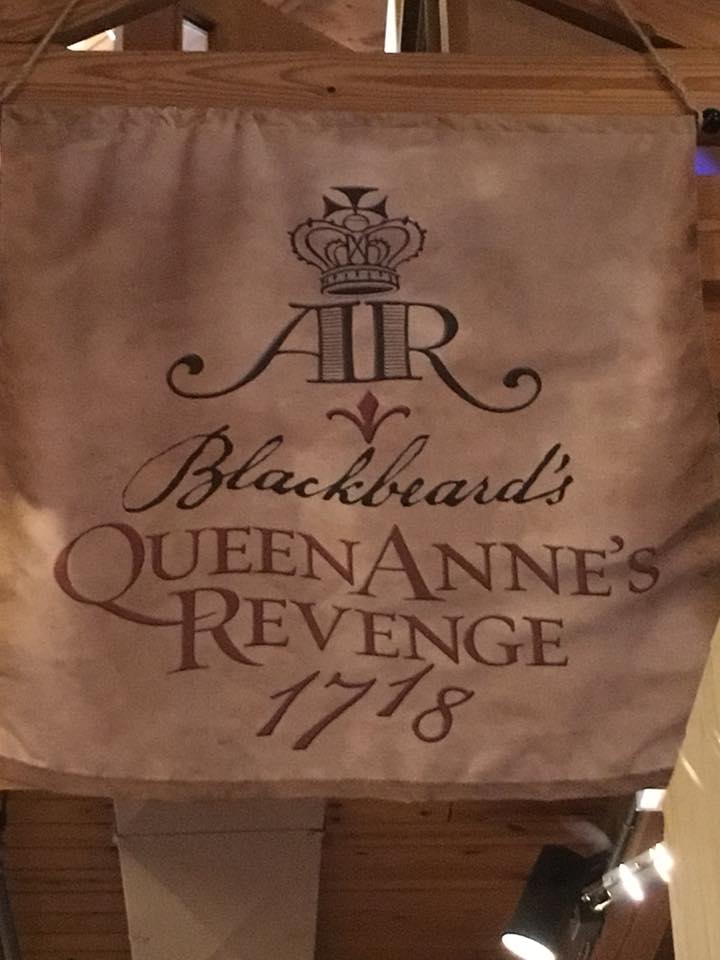 AR
Blackbeard's
QUEEN ANNE'S
REVENGE
1718